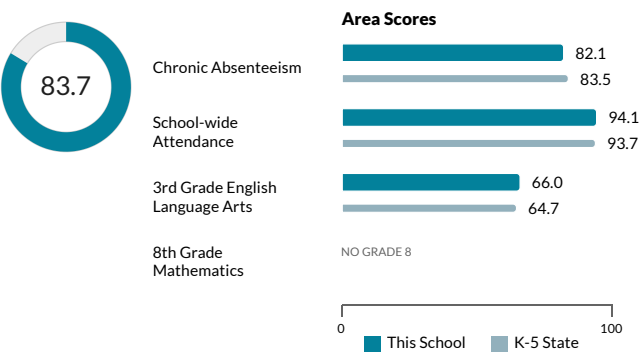 Area Scores
83.7
Chronic Absenteeism
82.1
83.5
School-wide
Attendance
94.1
93.7
3rd Grade English
Language Arts
66.0
64.7
8th Grade
Mathematics
NO GRADE 8
0
100
This School
K-5 State